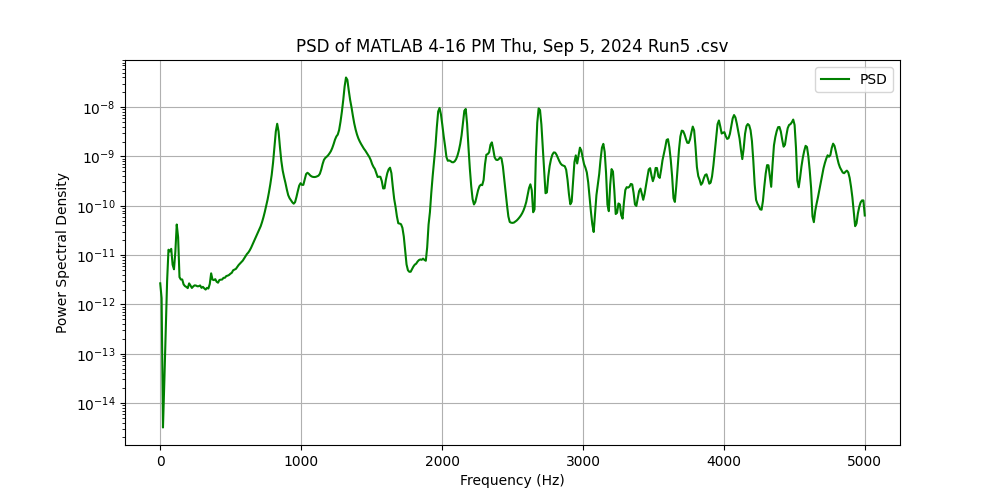 PSD of MATLAB 4-16 PM Thu, Sep 5, 2024 Run5 .csv
PSD
Power Spectral Density
10⁻⁸
10⁻⁹
10⁻¹⁰
10⁻¹¹
10⁻¹²
10⁻¹³
10⁻¹⁴
0 1000 2000 3000 4000 5000
Frequency (Hz)